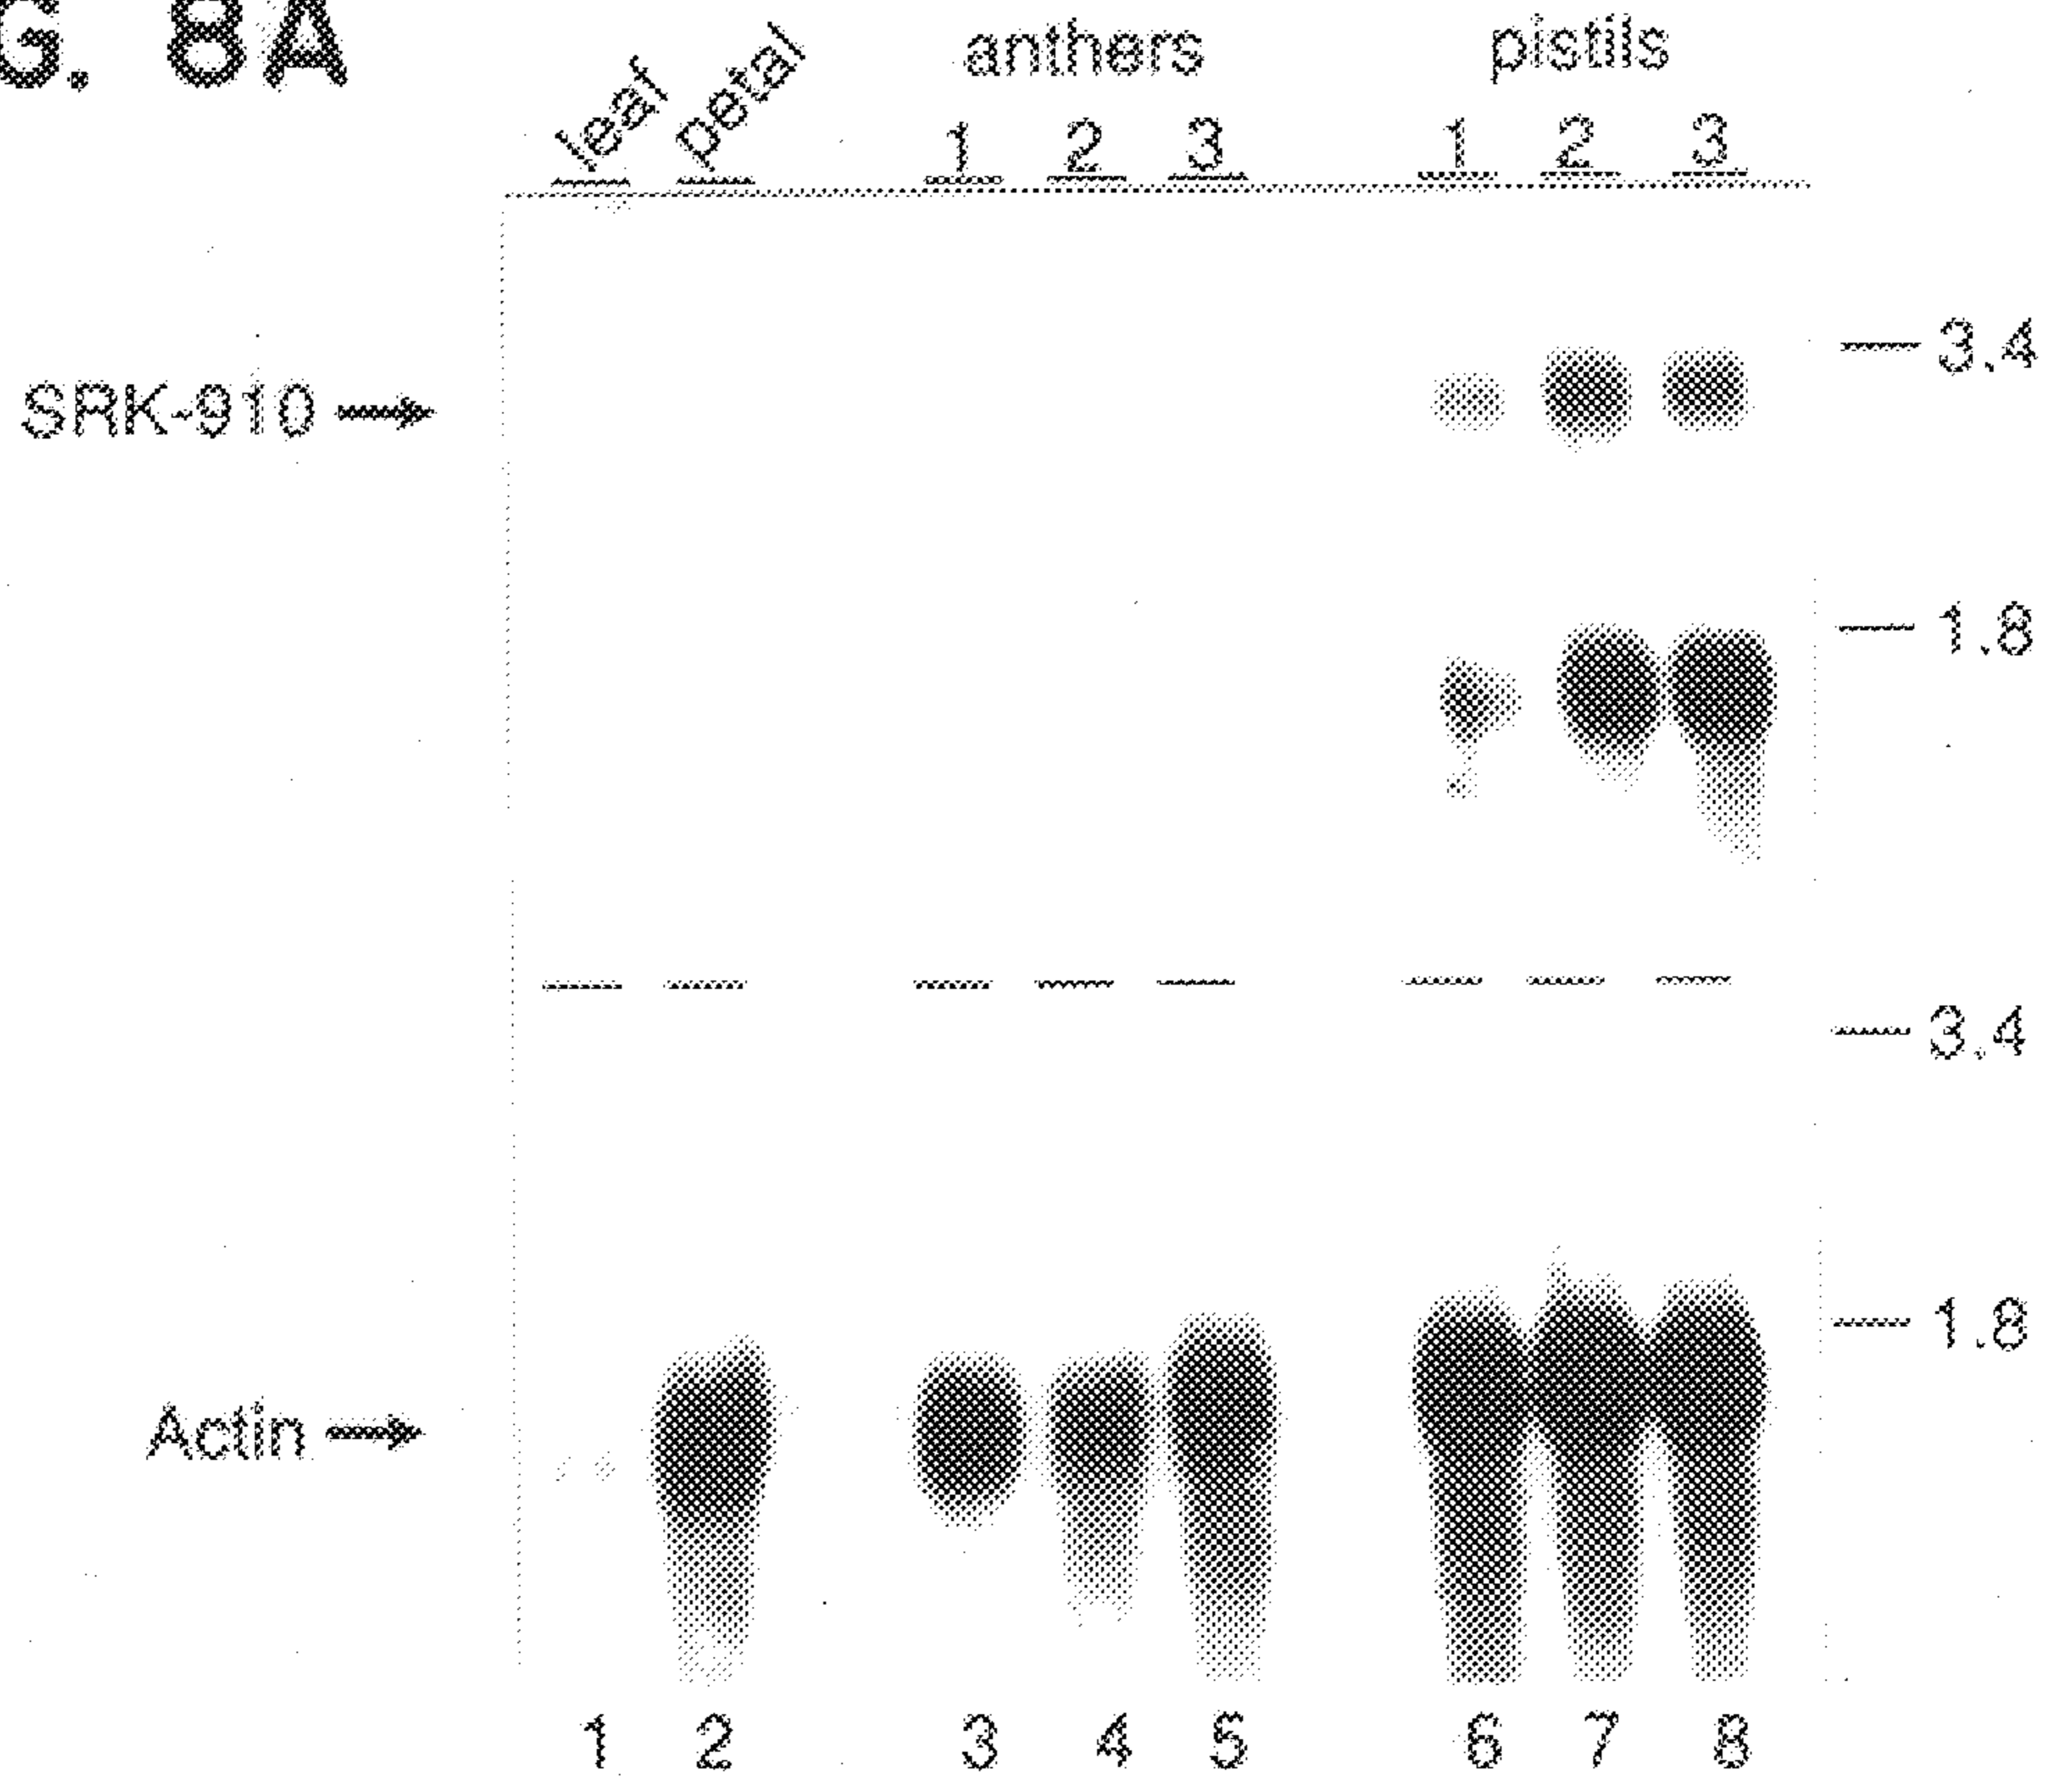 G. 8A
leaf petal anthers pistils
1 2 3 1 2 3
3.4
SRK-910
1.8
3.4
1.8
Actin
1 2 3 4 5 6 7 8